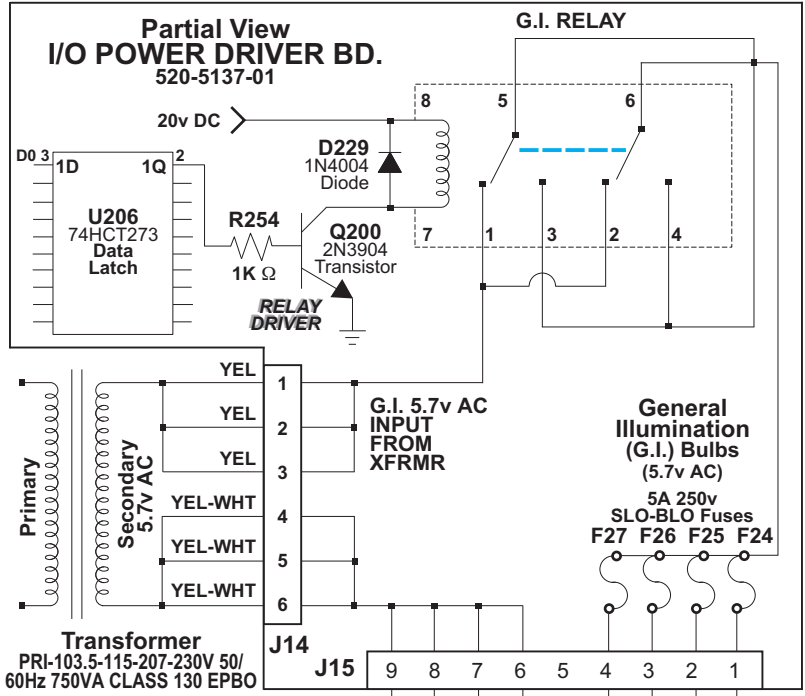 Partial View
I/O POWER DRIVER BD.
520-5137-01
G.I. RELAY
20v DC
8
5
6
D229
1N4004
Diode
D0 3
1D
1Q
2
U206
74HCT273
Data
Latch
R254
1K Ω
Q200
2N3904
Transistor
7
1
3
2
4
RELAY
DRIVER
YEL
1
YEL
2
YEL
3
YEL-WHT
4
YEL-WHT
5
YEL-WHT
6
G.I. 5.7v AC
INPUT
FROM
XFRMR
Primary
Secondary
5.7v AC
General
Illumination
(G.I.) Bulbs
(5.7v AC)
5A 250v
SLO-BLO Fuses
F27 F26 F25 F24
Transformer
PRI-103.5-115-207-230V 50/
60Hz 750VA CLASS 130 EPBO
J14
J15
9 8 7 6 5 4 3 2 1